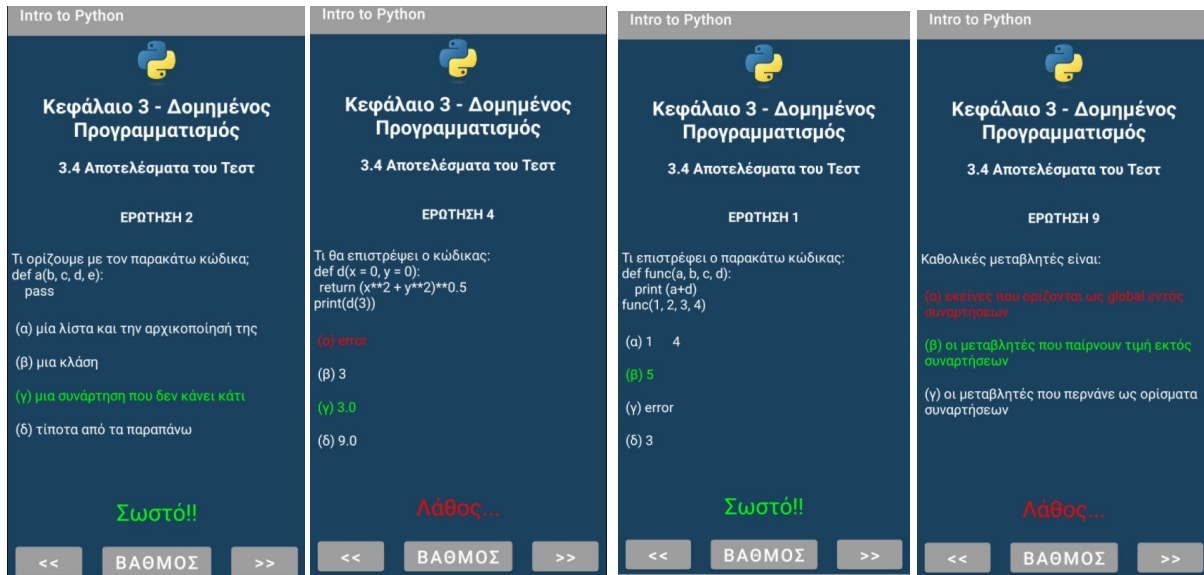 Intro to Python
Κεφάλαιο 3 - Δομημένος
Προγραμματισμός
3.4 Αποτελέσματα του Τεστ
ΕΡΩΤΗΣΗ 2
Τι ορίζουμε με τον παρακάτω κώδικα;
def a(b, c, d, e):
pass
(α) μία λίστα και την αρχικοποίησή της
(β) μια κλάση
(γ) μια συνάρτηση που δεν κάνει κάτι
(δ) τίποτα από τα παραπάνω
Σωστό!!
<<
ΒΑΘΜΟΣ
>>
Intro to Python
Κεφάλαιο 3 - Δομημένος
Προγραμματισμός
3.4 Αποτελέσματα του Τεστ
ΕΡΩΤΗΣΗ 4
Τι θα επιστρέψει ο κώδικας:
def d(x = 0, y = 0):
return (x**2 + y**2)**0.5
print(d(3))
(α) error
(β) 3
(γ) 3.0
(δ) 9.0
Λάθος...
<<
ΒΑΘΜΟΣ
>>
Intro to Python
Κεφάλαιο 3 - Δομημένος
Προγραμματισμός
3.4 Αποτελέσματα του Τεστ
ΕΡΩΤΗΣΗ 1
Τι επιστρέφει ο παρακάτω κώδικας:
def func(a, b, c, d):
print (a+d)
func(1, 2, 3, 4)
(α) 1 4
(β) 5
(γ) error
(δ) 3
Σωστό!!
<<
ΒΑΘΜΟΣ
>>
Intro to Python
Κεφάλαιο 3 - Δομημένος
Προγραμματισμός
3.4 Αποτελέσματα του Τεστ
ΕΡΩΤΗΣΗ 9
Καθολικές μεταβλητές είναι:
(α) εκείνες που ορίζονται ως global εντός
συναρτήσεων
(β) οι μεταβλητές που παίρνουν τιμή εκτός
συναρτήσεων
(γ) οι μεταβλητές που περνάνε ως ορίσματα
συναρτήσεων
Λάθος...
<<
ΒΑΘΜΟΣ
>>